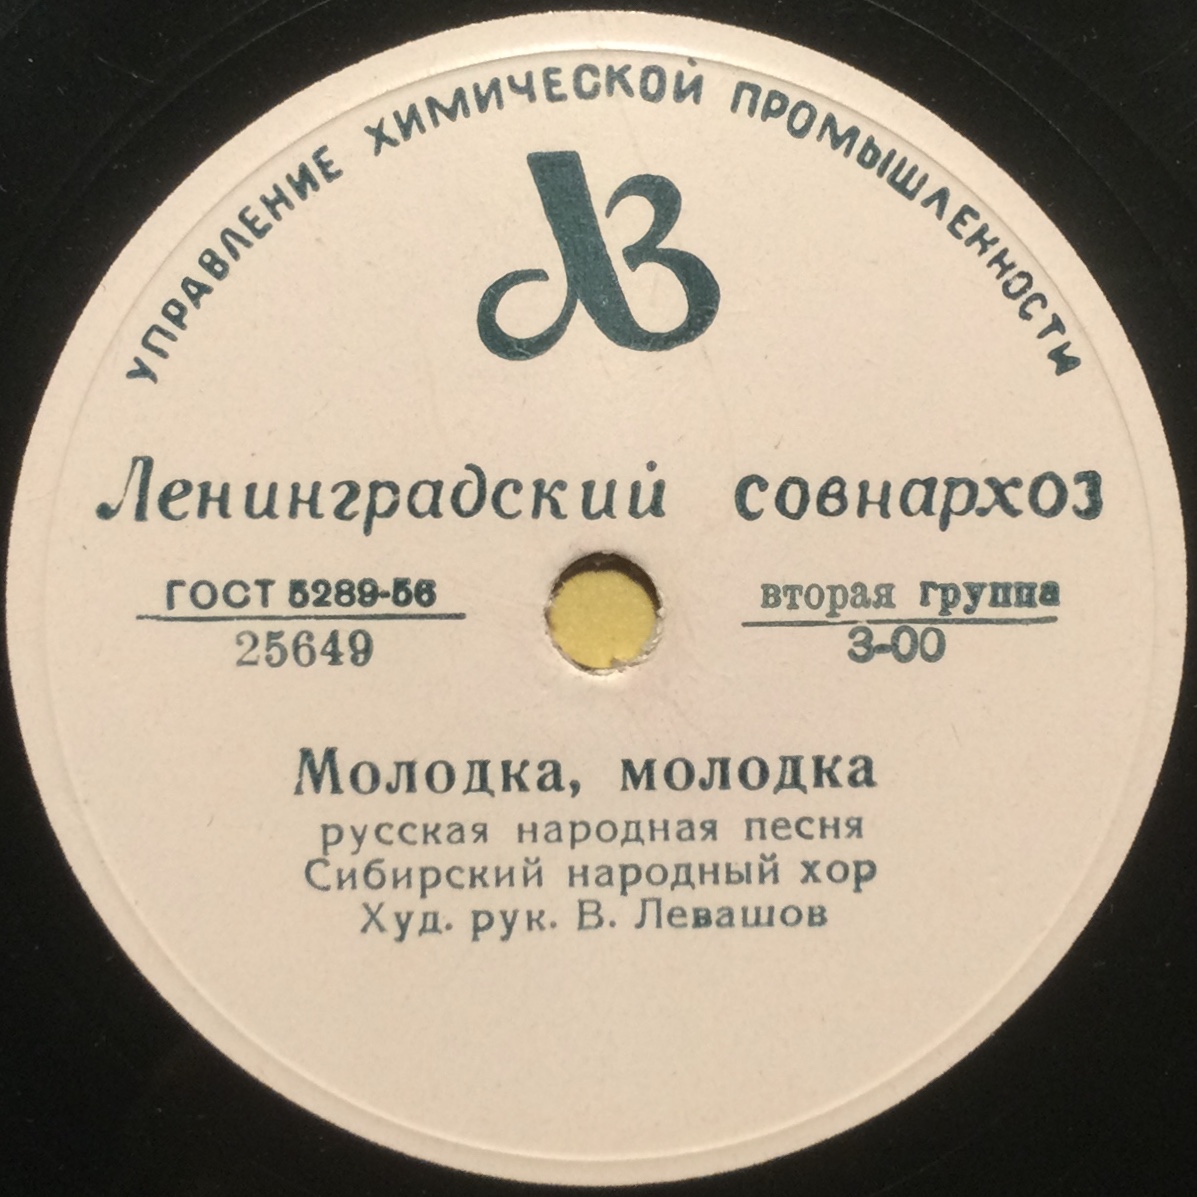 УПРАВЛЕНИЕ ХИМИЧЕСКОЙ ПРОМЫШЛЕННОСТИ
ЛЗ
Ленинградский совнархоз
ГОСТ 5289-56
25649
вторая группа
3-00
Молодка, молодка
русская народная песня
Сибирский народный хор
Худ. рук. В. Левашов